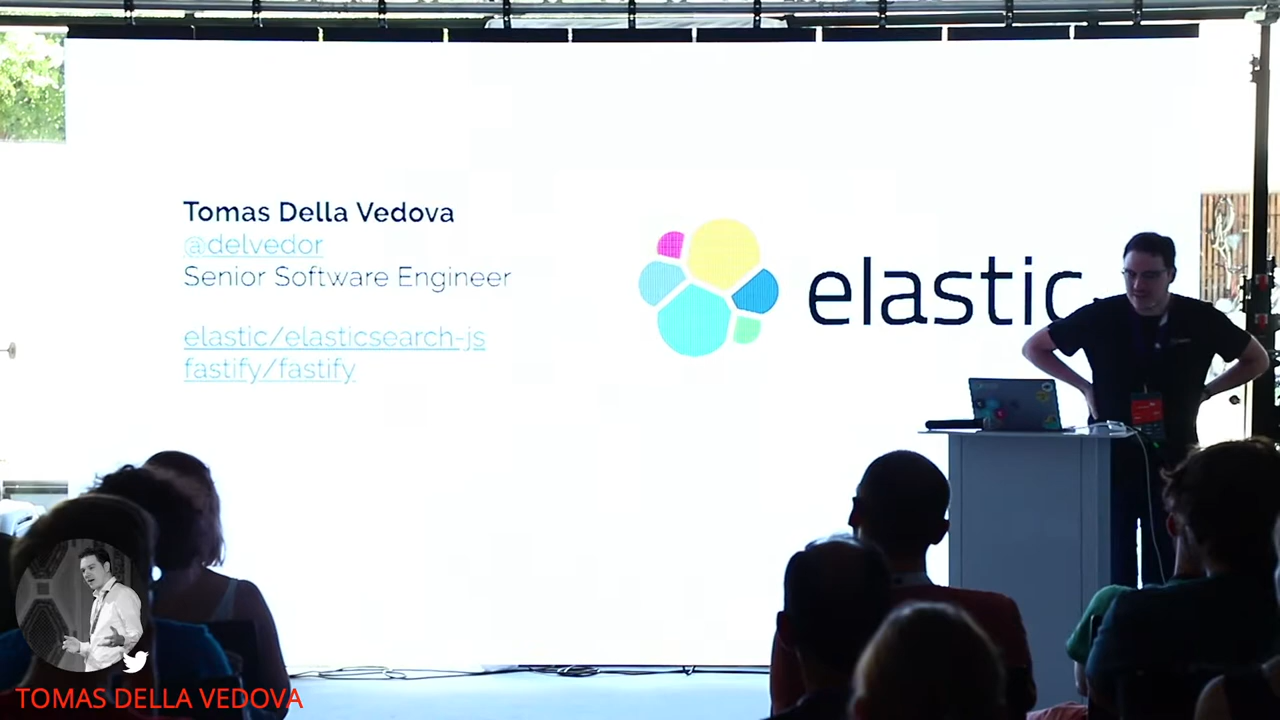 Tomas Della Vedova
@delvedor
Senior Software Engineer
elastic/elasticsearch-js
fastify/fastify
elastic
TOMAS DELLA VEDOVA